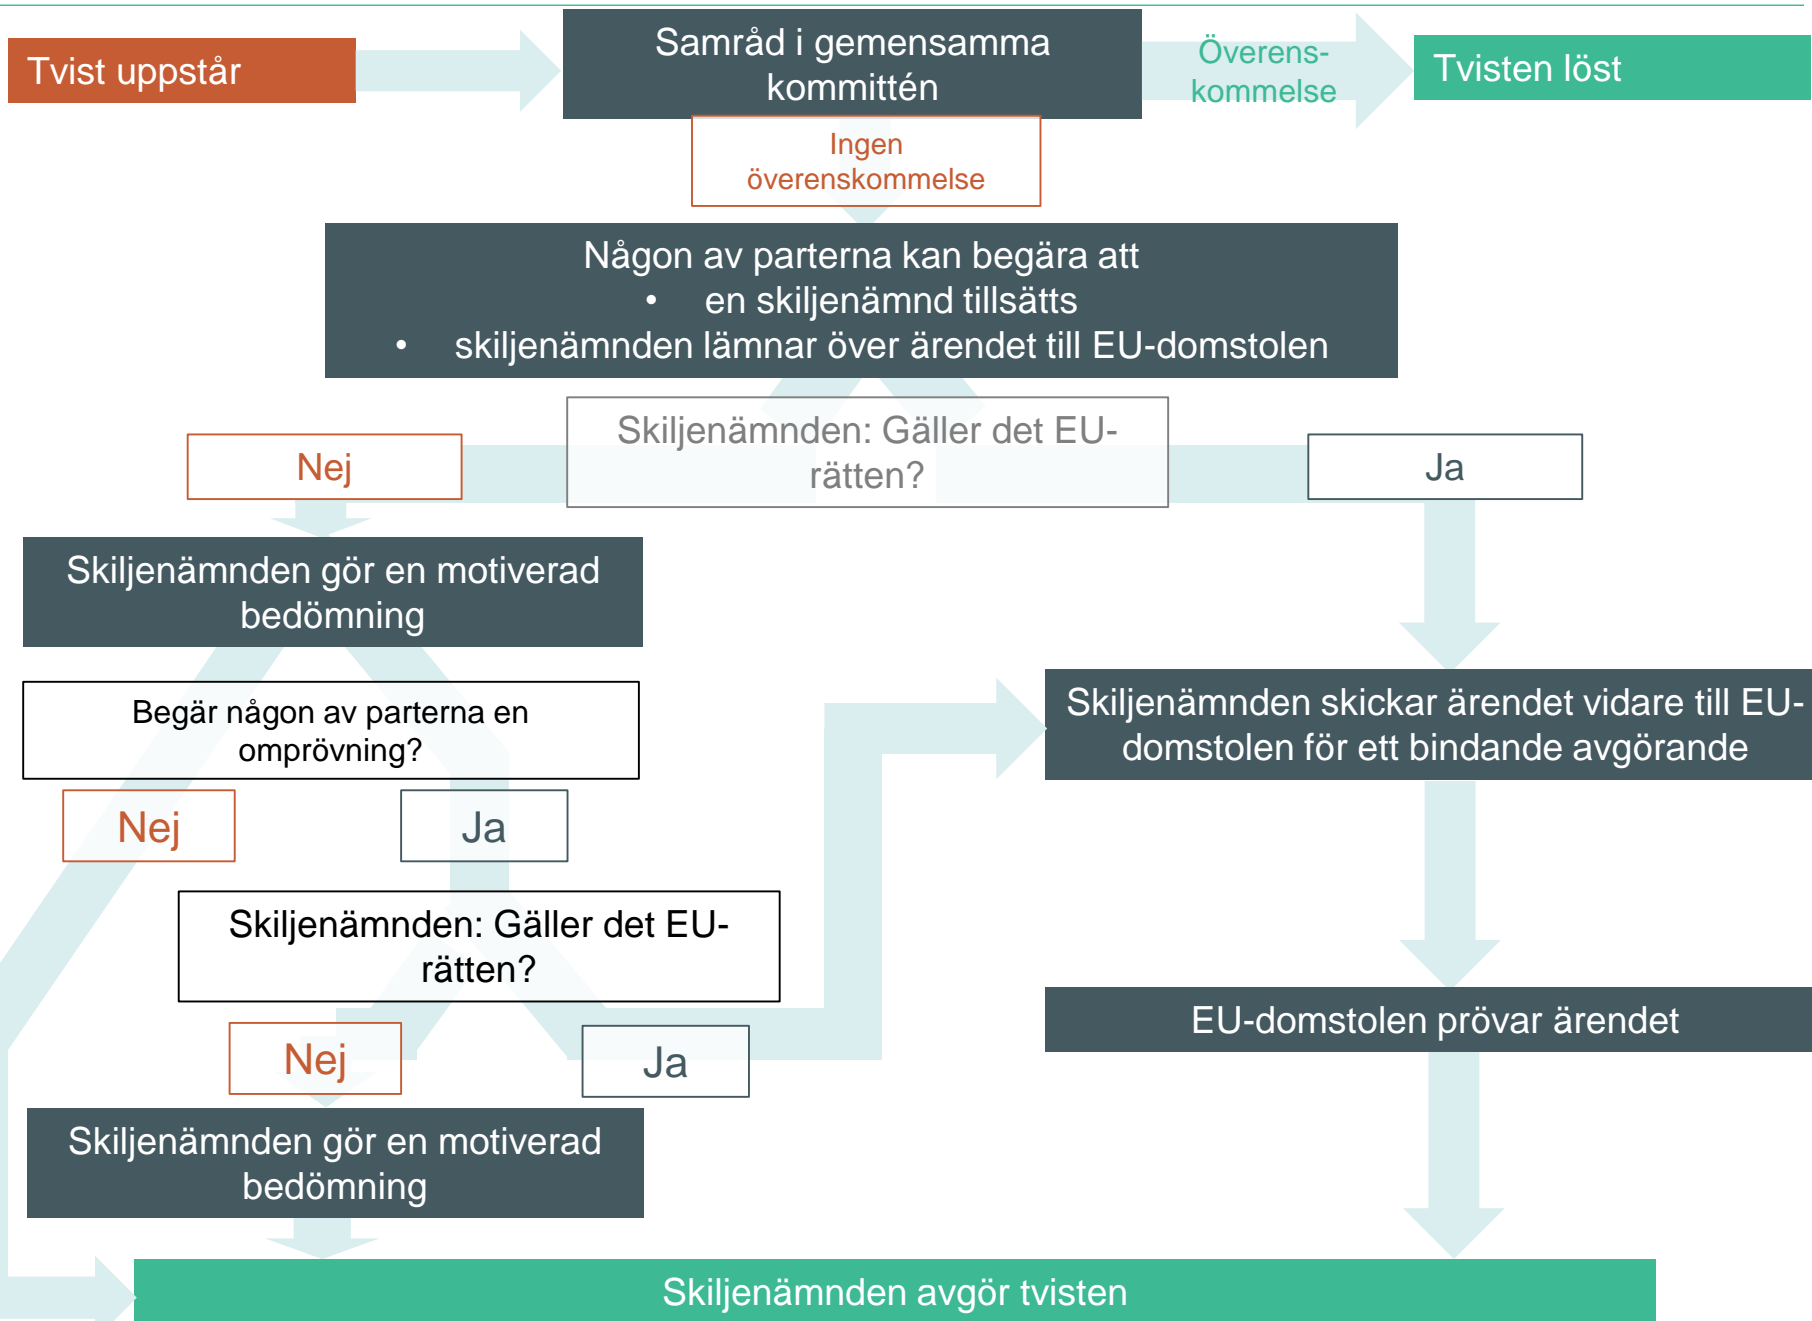 Tvist uppstår
Samråd i gemensamma
kommittén
Överens-
kommelse
Tvisten löst
Ingen
överenskommelse
Någon av parterna kan begära att
• en skiljenämnd tillsätts
• skiljenämnden lämnar över ärendet till EU-domstolen
Skiljenämnden: Gäller det EU-
rätten?
Nej
Ja
Skiljenämnden gör en motiverad
bedömning
Begär någon av parterna en
omprövning?
Skiljenämnden skickar ärendet vidare till EU-
domstolen för ett bindande avgörande
Nej
Ja
Skiljenämnden: Gäller det EU-
rätten?
EU-domstolen prövar ärendet
Nej
Ja
Skiljenämnden gör en motiverad
bedömning
Skiljenämnden avgör tvisten